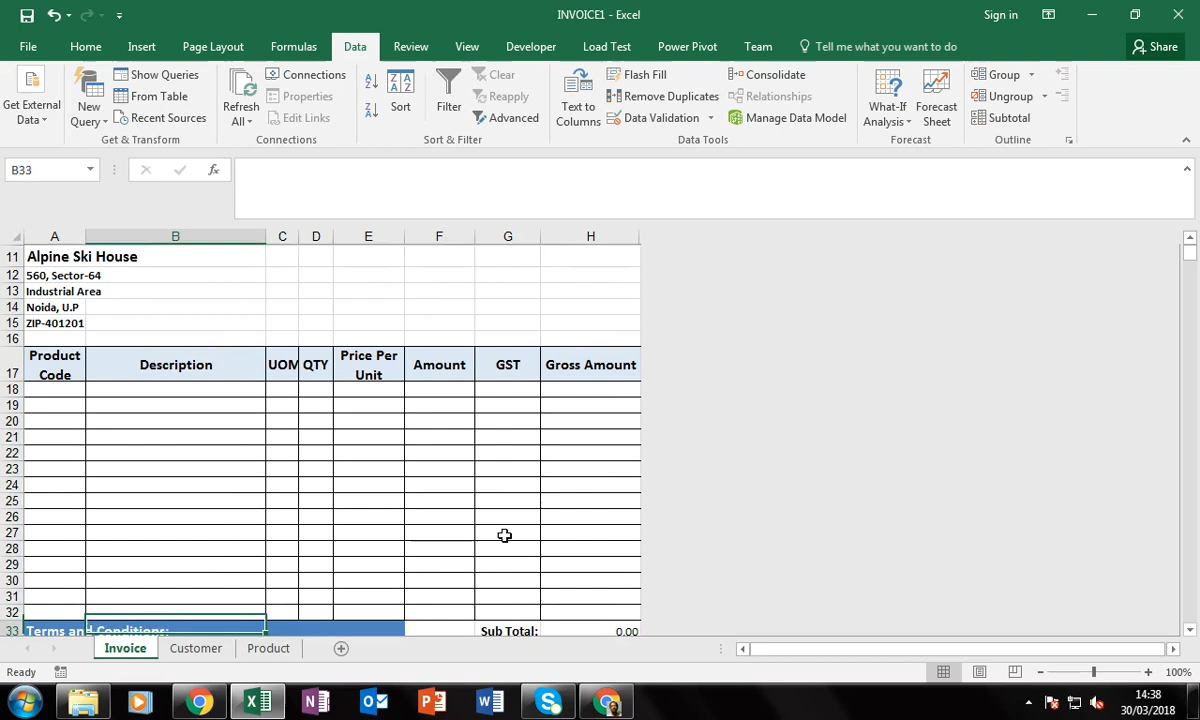 INVOICE1 - Excel
Sign in
File Home Insert Page Layout Formulas Data Review View Developer Load Test Power Pivot Team Tell me what you want to do Share
Get External Data
New Query
Show Queries
From Table
Recent Sources
Get & Transform
Refresh All
Connections
Properties
Edit Links
Connections
A Z
Z A
Sort
Filter
Clear
Reapply
Advanced
Sort & Filter
Text to Columns
Flash Fill
Remove Duplicates
Data Validation
Consolidate
Relationships
Manage Data Model
Data Tools
What-If Analysis
Forecast Sheet
Forecast
Group
Ungroup
Subtotal
Outline
B33 fx
A B C D E F G H
11 Alpine Ski House
12 560, Sector-64
13 Industrial Area
14 Noida, U.P
15 ZIP-401201
16
17 Product Code Description UOM QTY Price Per Unit Amount GST Gross Amount
18
19
20
21
22
23
24
25
26
27
28
29
30
31
32
33 Terms and Conditions: Sub Total: 0.00
Invoice Customer Product
Ready 100%
14:38
30/03/2018